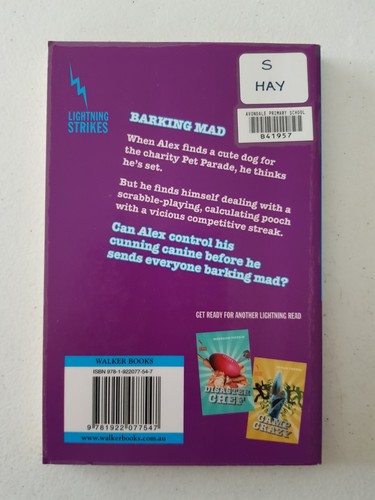 S
HAY
AVONDALE PRIMARY SCHOOL
B41957
LIGHTNING
STRIKES
BARKING MAD
When Alex finds a cute dog for
the charity Pet Parade, he thinks
he's set.
But he finds himself dealing with a
scrabble-playing, calculating pooch
with a vicious competitive streak.
Can Alex control his
cunning canine before he
sends everyone barking mad?
GET READY FOR ANOTHER LIGHTNING READ
DISASTER
CHEF
CAMP
CRAZY
WALKER BOOKS
ISBN 978-1-922077-54-7
9 781922 077547
www.walkerbooks.com.au